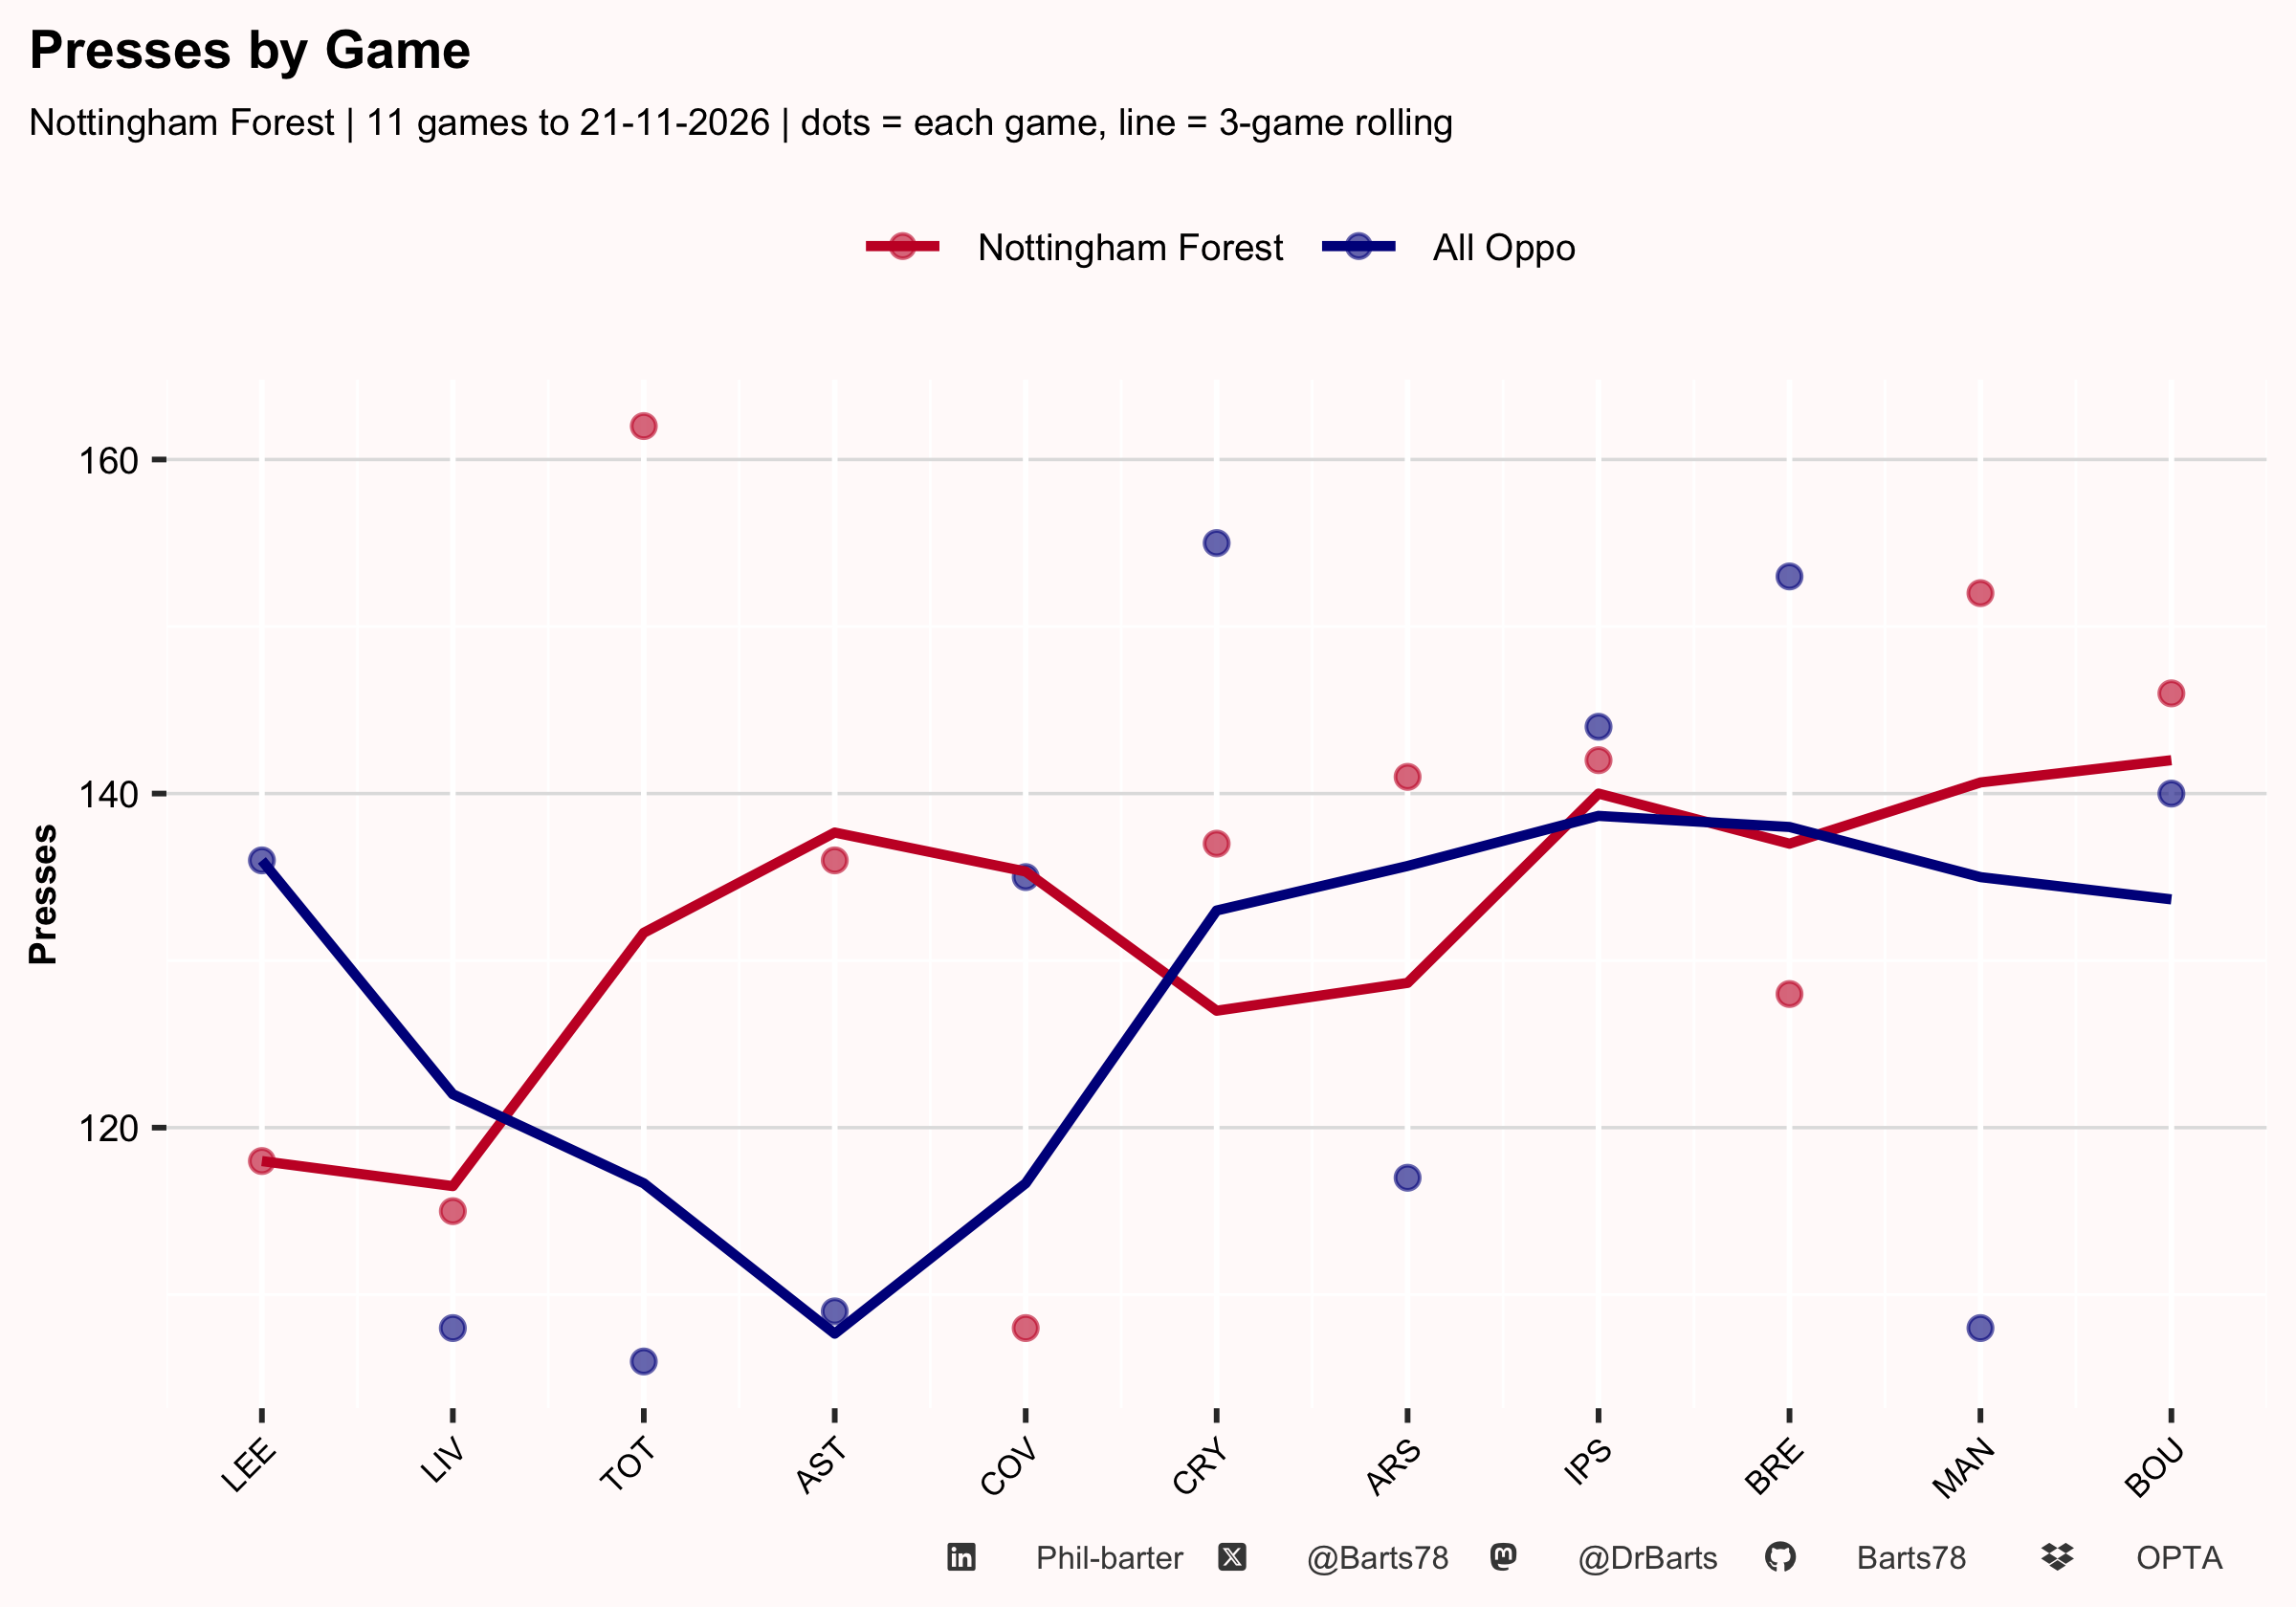 Presses by Game
Nottingham Forest | 11 games to 21-11-2026 | dots = each game, line = 3-game rolling
Nottingham Forest All Oppo
160
140
120
Presses
LEE LIV TOT AST COV CRY ARS IPS BRE MAN BOU
Phil-barter @Barts78 @DrBarts Barts78 OPTA